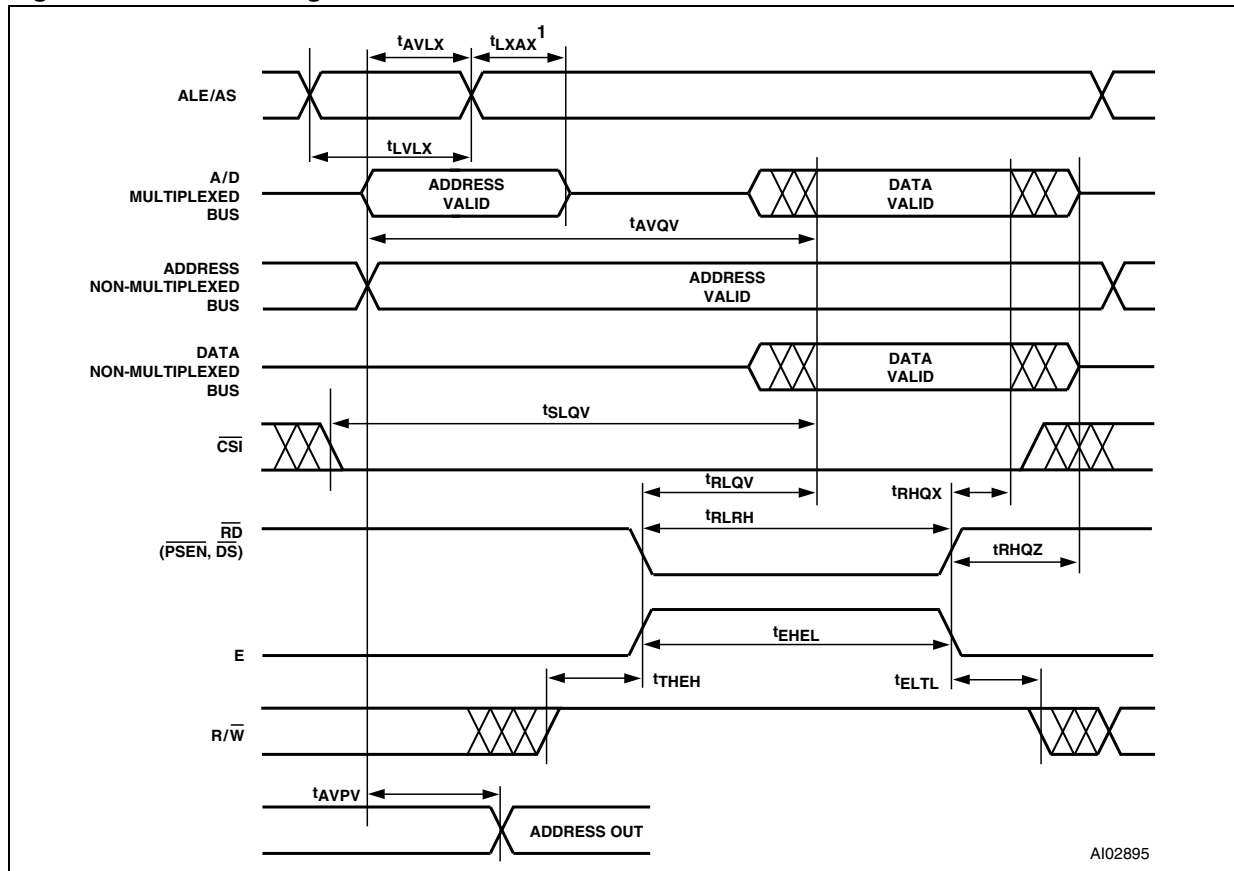 tAVLX tLXAX1
ALE/AS
tLVLX
A/D
MULTIPLEXED
BUS
ADDRESS
VALID
DATA
VALID
tAVQV
ADDRESS
NON-MULTIPLEXED
BUS
ADDRESS
VALID
DATA
NON-MULTIPLEXED
BUS
DATA
VALID
tSLQV
CSI
tRLQV tRHQX
tRLRH
RD
(PSEN, DS)
tRHQZ
tEHEL
E
tTHEH tELTL
R/W
tAVPV
ADDRESS OUT
AI02895